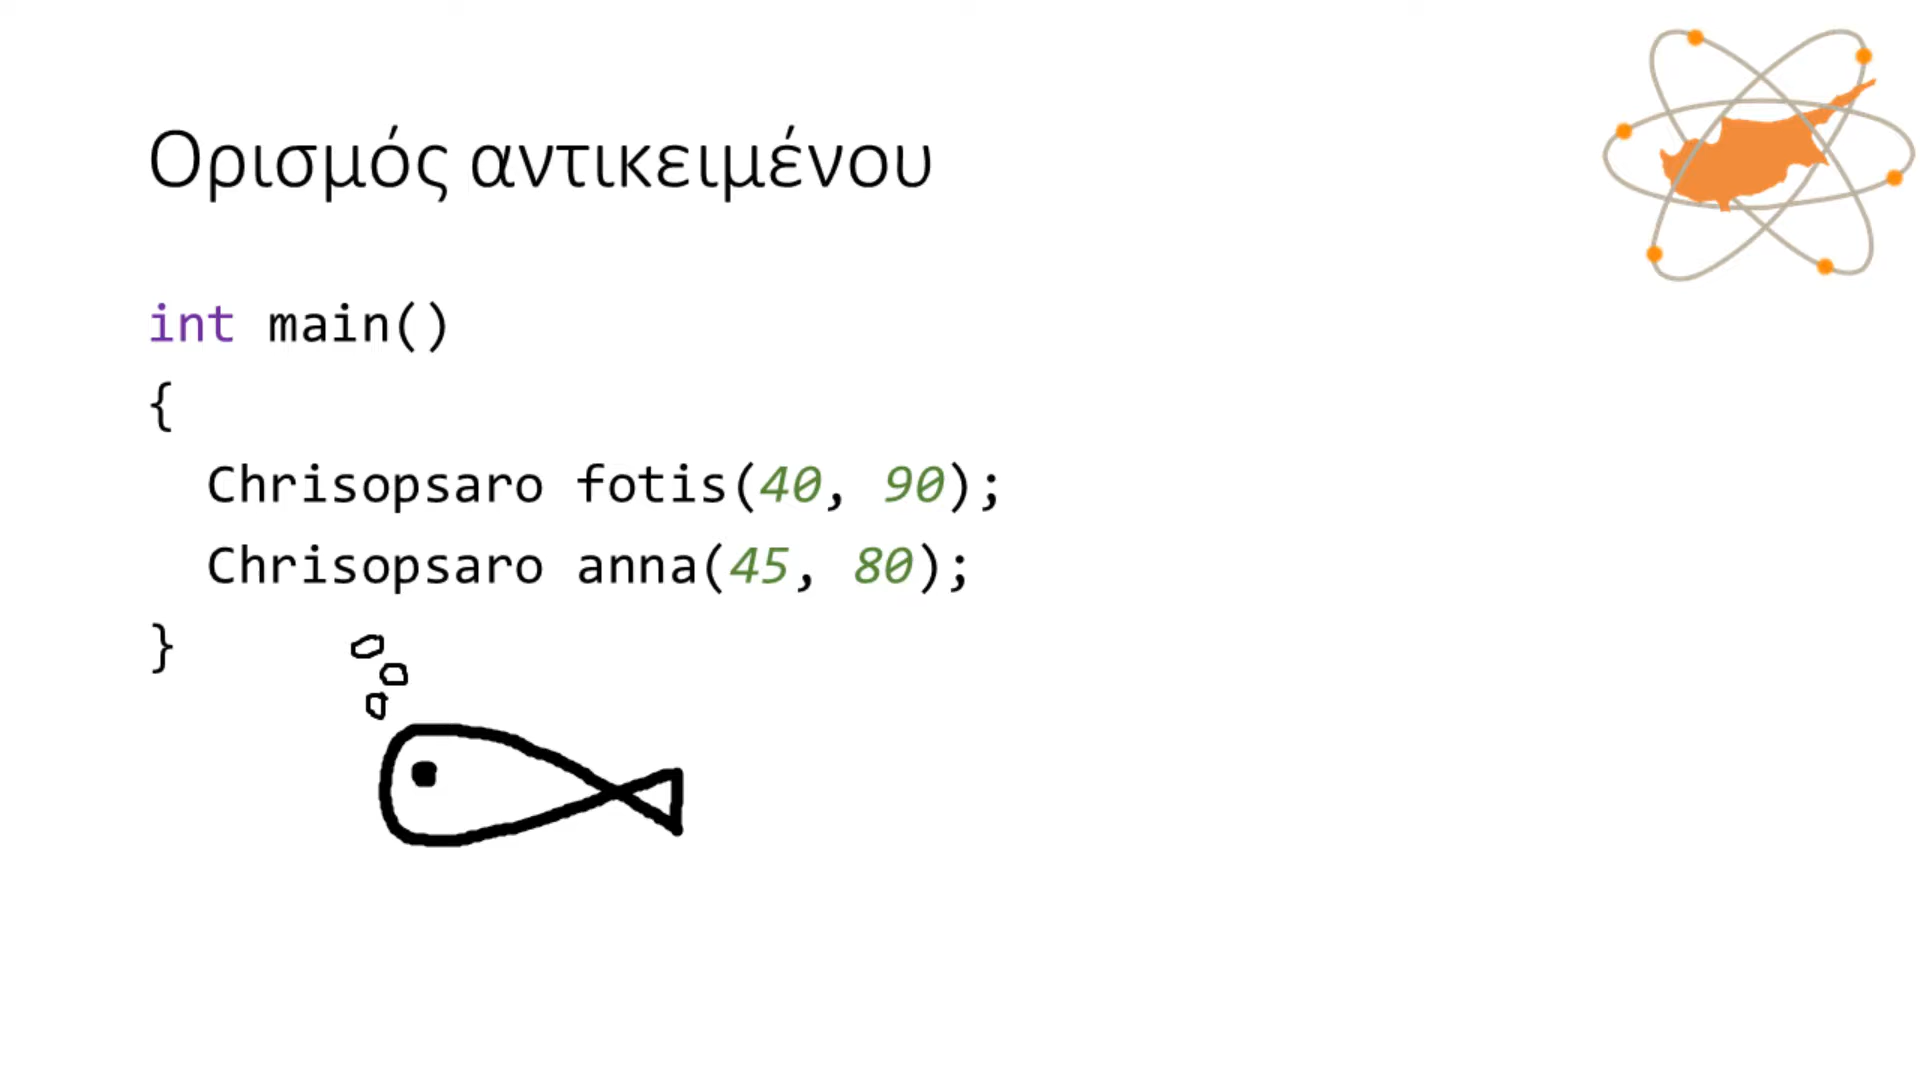 Ορισμός αντικειμένου
int main()
{
Chrisopsaro fotis(40, 90);
Chrisopsaro anna(45, 80);
}